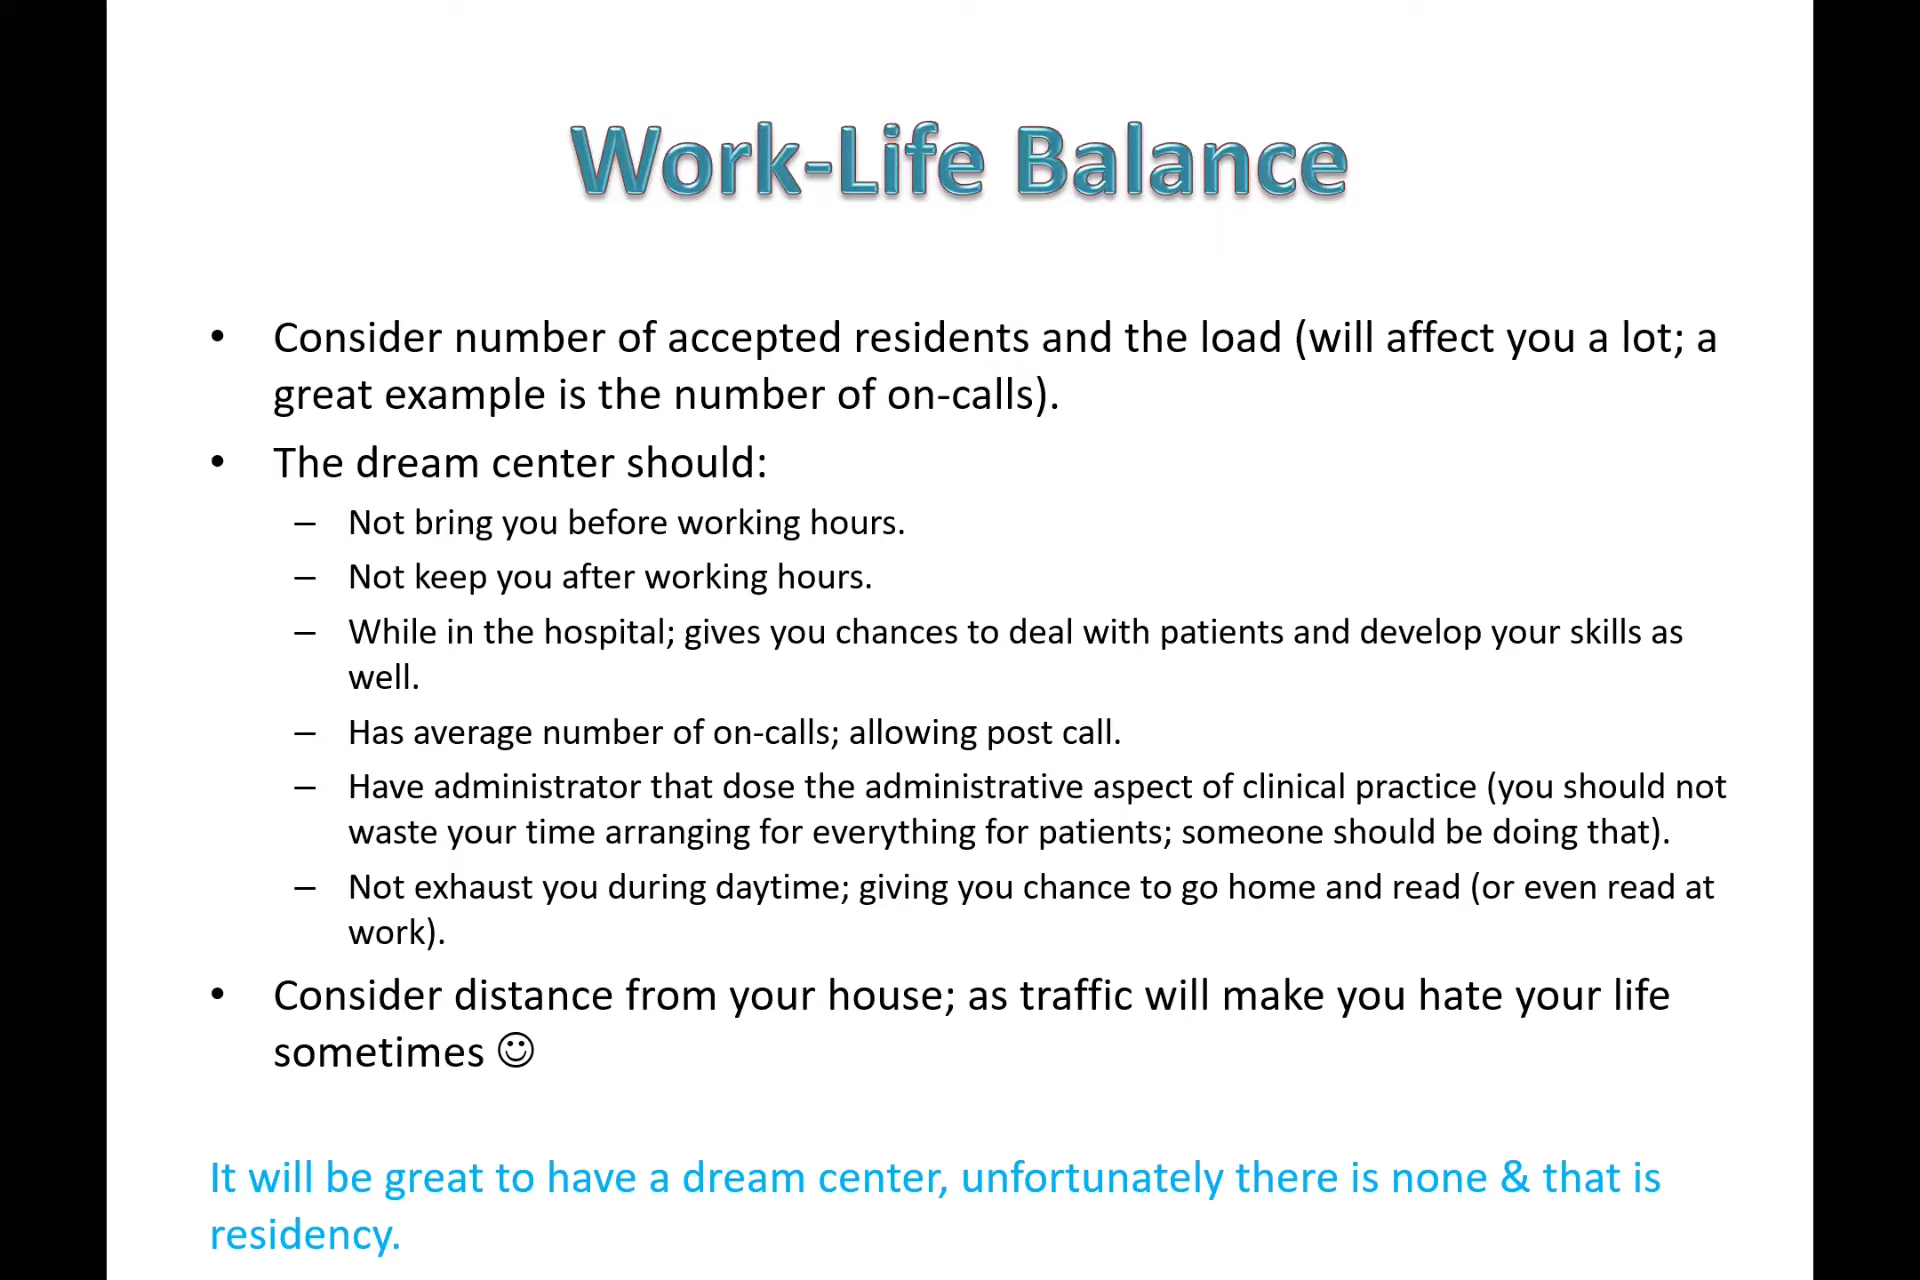 Work-Life Balance
• Consider number of accepted residents and the load (will affect you a lot; a
great example is the number of on-calls).
• The dream center should:
– Not bring you before working hours.
– Not keep you after working hours.
– While in the hospital; gives you chances to deal with patients and develop your skills as
well.
– Has average number of on-calls; allowing post call.
– Have administrator that dose the administrative aspect of clinical practice (you should not
waste your time arranging for everything for patients; someone should be doing that).
– Not exhaust you during daytime; giving you chance to go home and read (or even read at
work).
• Consider distance from your house; as traffic will make you hate your life
sometimes ☺
It will be great to have a dream center, unfortunately there is none & that is
residency.